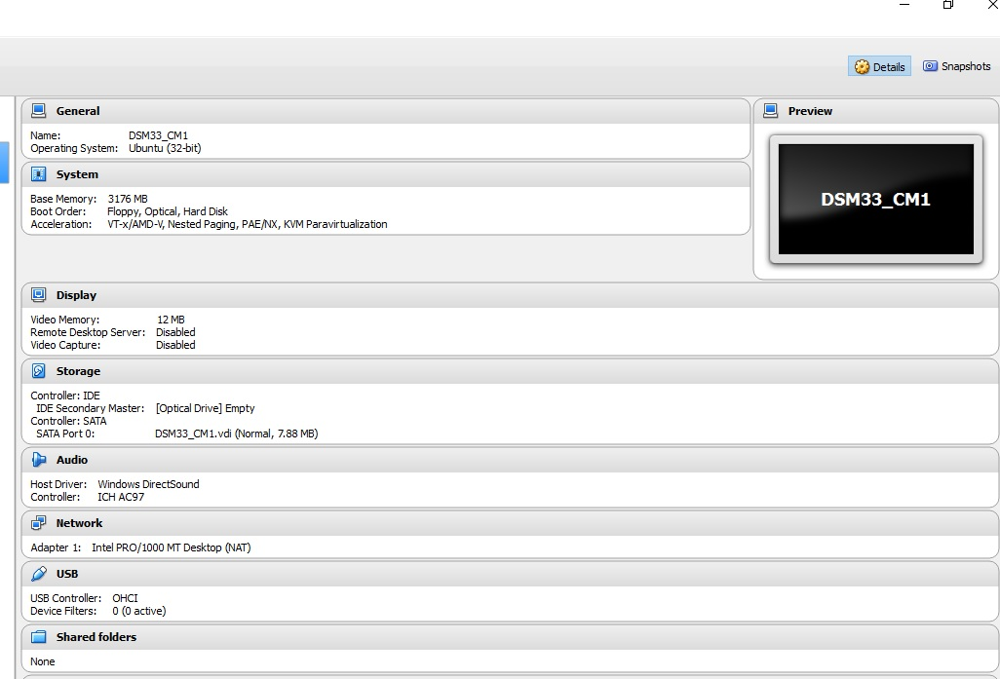 Details Snapshots
General
Name: DSM33_CM1
Operating System: Ubuntu (32-bit)
Preview
DSM33_CM1
System
Base Memory: 3176 MB
Boot Order: Floppy, Optical, Hard Disk
Acceleration: VT-x/AMD-V, Nested Paging, PAE/NX, KVM Paravirtualization
Display
Video Memory: 12 MB
Remote Desktop Server: Disabled
Video Capture: Disabled
Storage
Controller: IDE
IDE Secondary Master: [Optical Drive] Empty
Controller: SATA
SATA Port 0: DSM33_CM1.vdi (Normal, 7.88 MB)
Audio
Host Driver: Windows DirectSound
Controller: ICH AC97
Network
Adapter 1: Intel PRO/1000 MT Desktop (NAT)
USB
USB Controller: OHCI
Device Filters: 0 (0 active)
Shared folders
None